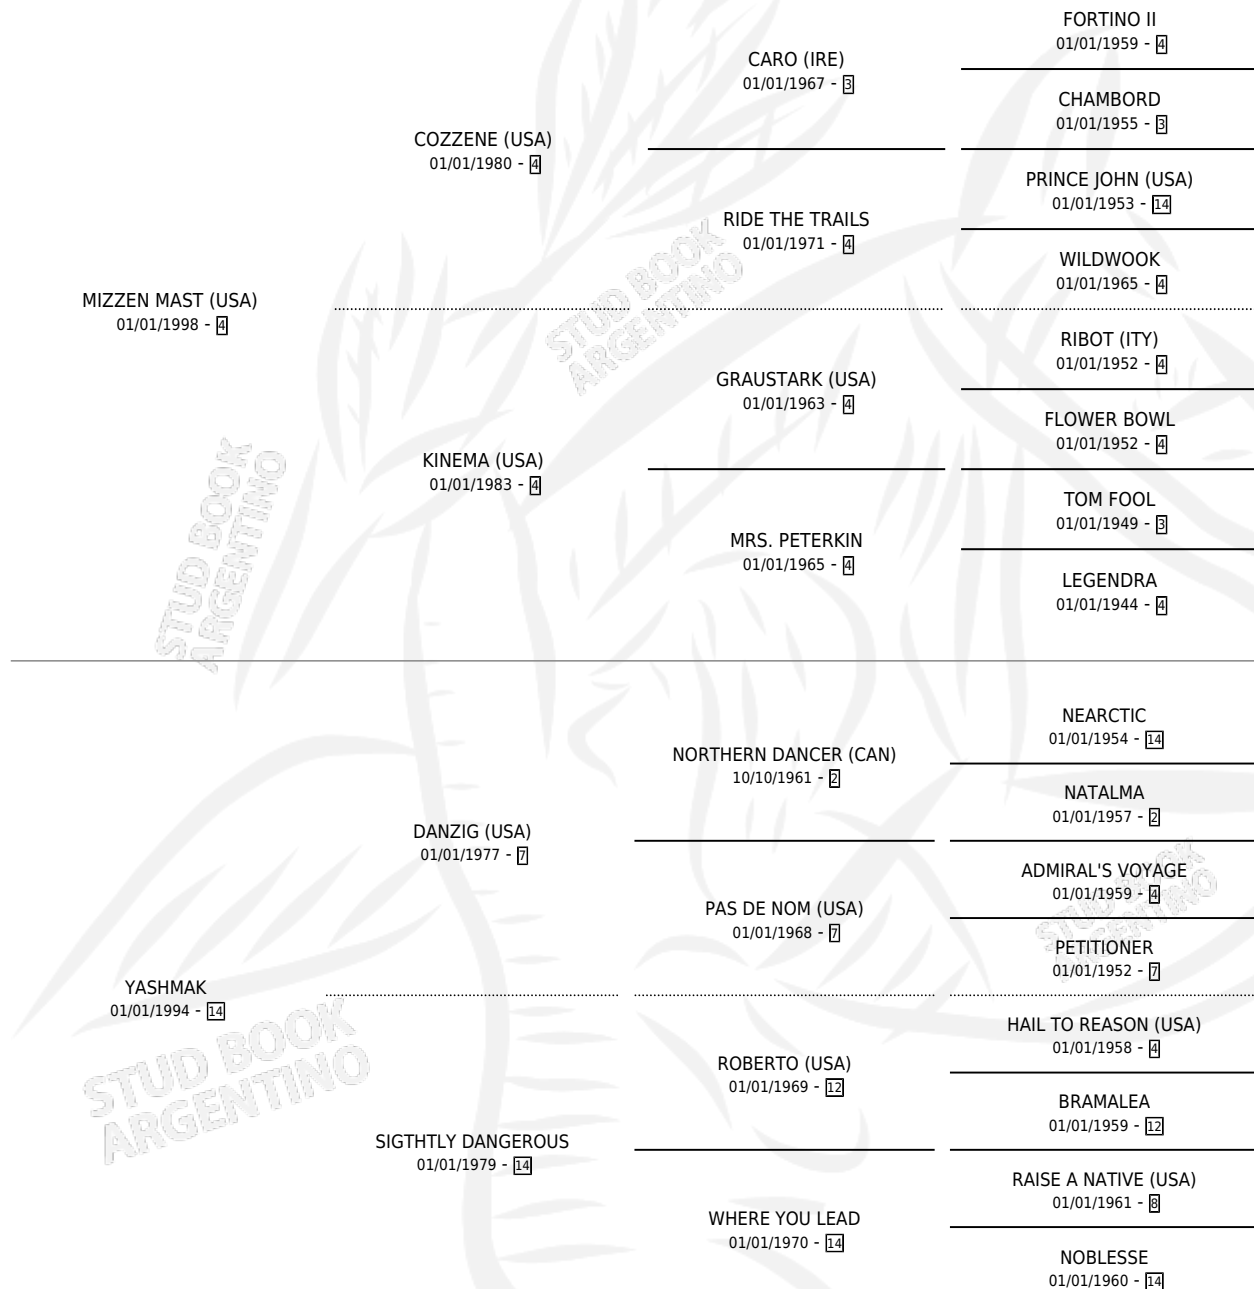 FORTINO II
01/01/1959 - 4
CARO (IRE)
01/01/1967 - 3
CHAMBORD
01/01/1955 - 3
COZZENE (USA)
01/01/1980 - 4
PRINCE JOHN (USA)
01/01/1953 - 14
RIDE THE TRAILS
01/01/1971 - 4
WILDWOOK
01/01/1965 - 4
MIZZEN MAST (USA)
01/01/1998 - 4
RIBOT (ITY)
01/01/1952 - 4
GRAUSTARK (USA)
01/01/1963 - 4
FLOWER BOWL
01/01/1952 - 4
KINEMA (USA)
01/01/1983 - 4
TOM FOOL
01/01/1949 - 3
MRS. PETERKIN
01/01/1965 - 4
LEGENDRA
01/01/1944 - 4
NEARCTIC
01/01/1954 - 14
NORTHERN DANCER (CAN)
10/10/1961 - 2
NATALMA
01/01/1957 - 2
DANZIG (USA)
01/01/1977 - 7
ADMIRAL'S VOYAGE
01/01/1959 - 4
PAS DE NOM (USA)
01/01/1968 - 7
PETITIONER
01/01/1952 - 7
YASHMAK
01/01/1994 - 14
HAIL TO REASON (USA)
01/01/1958 - 4
ROBERTO (USA)
01/01/1969 - 12
BRAMALEA
01/01/1959 - 12
SIGTHTLY DANGEROUS
01/01/1979 - 14
RAISE A NATIVE (USA)
01/01/1961 - 8
WHERE YOU LEAD
01/01/1970 - 14
NOBLESSE
01/01/1960 - 14
STUD BOOK
ARGENTINO
STUD BOOK
ARGENTINO
STUD BOOK
ARGENTINO
STUD BOOK
ARGENTINO